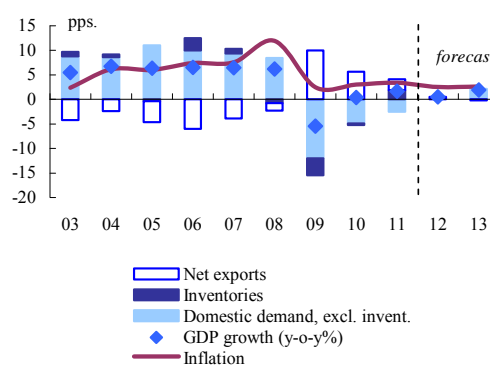 pps.
15
10
5
0
-5
-10
-15
-20
forecas
03 04 05 06 07 08 09 10 11 12 13
Net exports
Inventories
Domestic demand, excl. invent.
GDP growth (y-o-y%)
Inflation